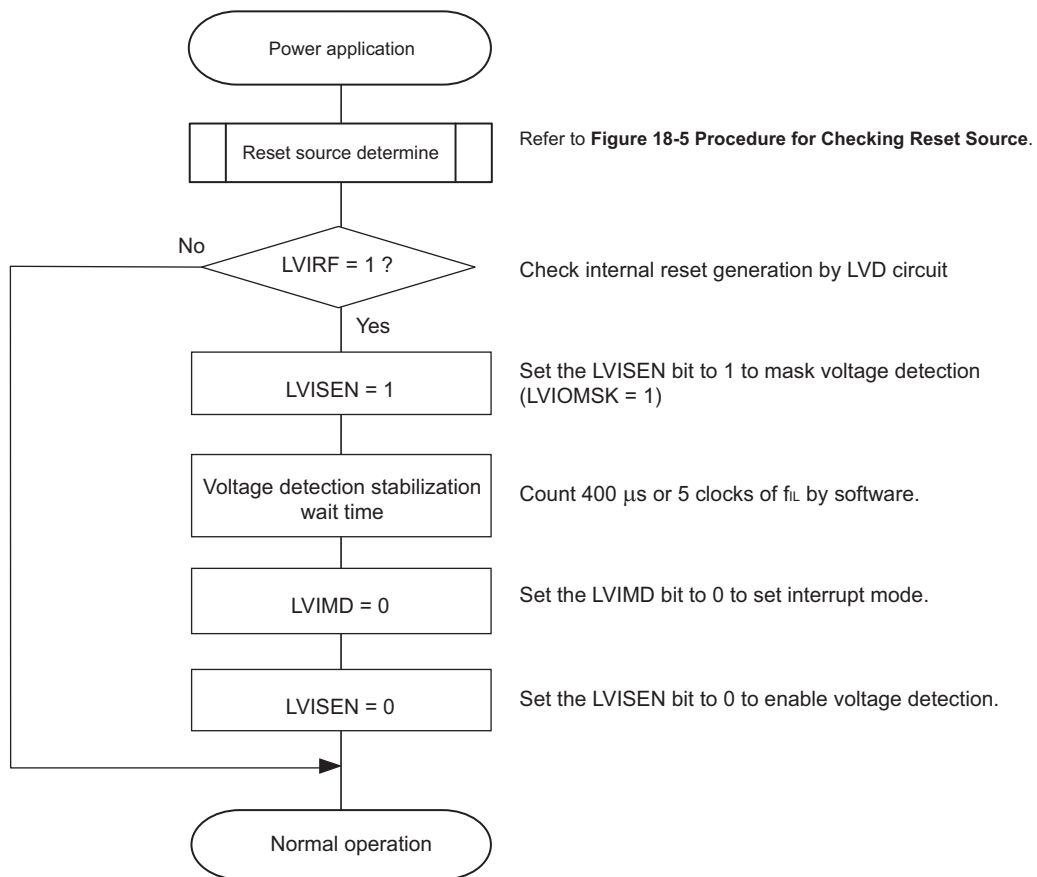 Power application
Reset source determine
Refer to Figure 18-5 Procedure for Checking Reset Source.
No
LVIRF = 1 ?
Check internal reset generation by LVD circuit
Yes
LVISEN = 1
Set the LVISEN bit to 1 to mask voltage detection
(LVIOMSK = 1)
Voltage detection stabilization
wait time
Count 400 μs or 5 clocks of fIL by software.
LVIMD = 0
Set the LVIMD bit to 0 to set interrupt mode.
LVISEN = 0
Set the LVISEN bit to 0 to enable voltage detection.
Normal operation